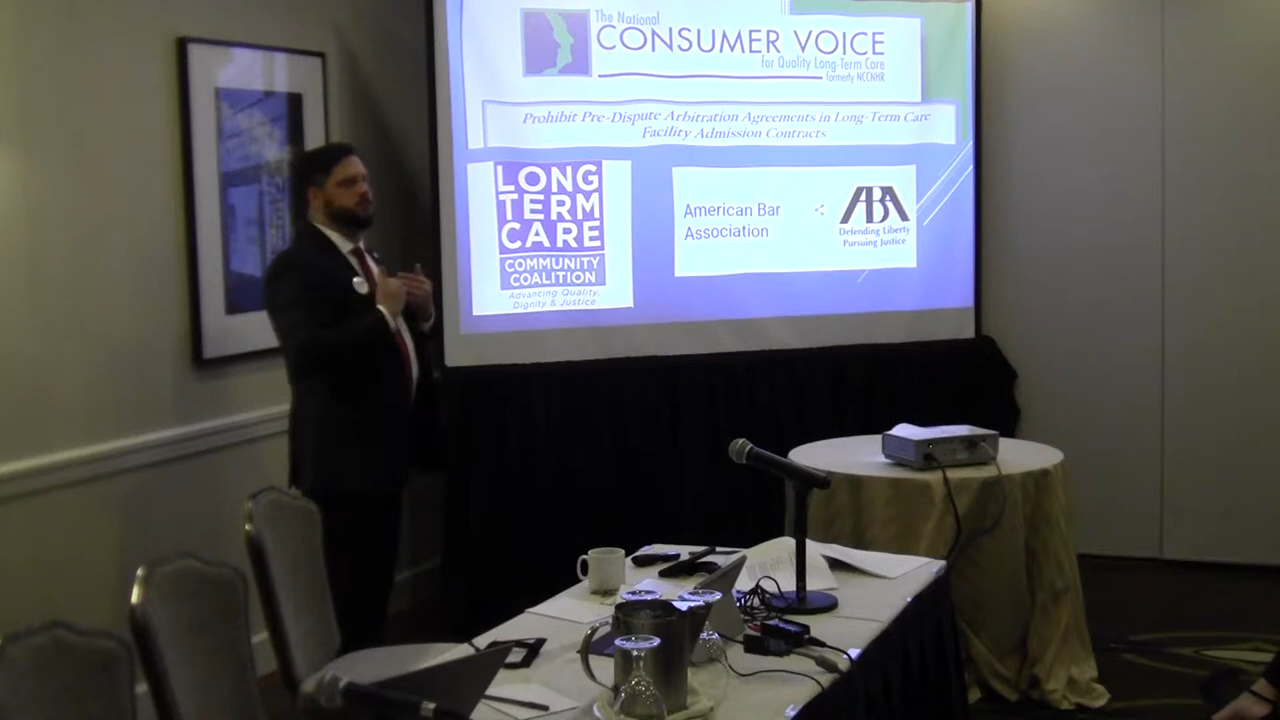 The National
CONSUMER VOICE
for Quality Long-Term Care
formerly NCCNHR
Prohibit Pre-Dispute Arbitration Agreements in Long-Term Care
Facility Admission Contracts
LONG
TERM
CARE
COMMUNITY
COALITION
Advancing Quality,
Dignity & Justice
American Bar
Association
ABA
Defending Liberty
Pursuing Justice